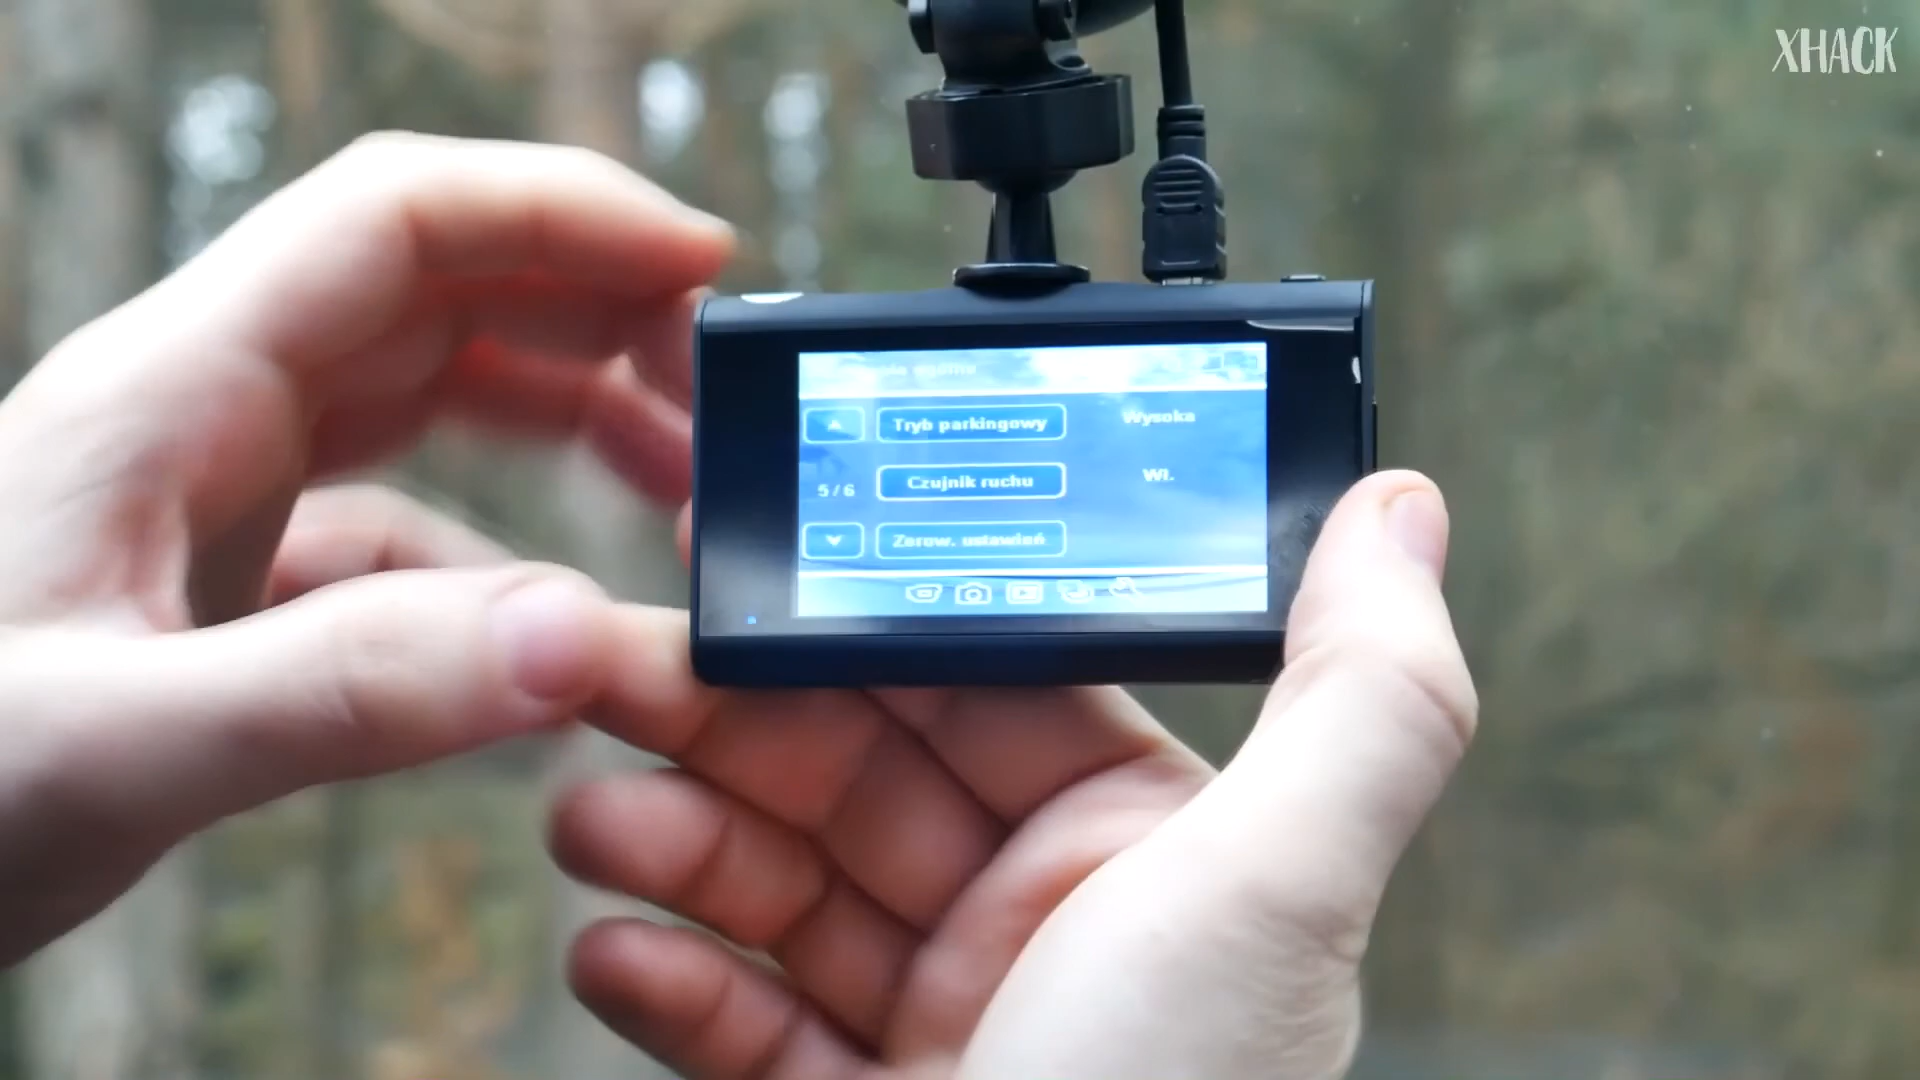 XHACK
Tryb parkingowy Wysoka
5/6 Czujnik ruchu Wł.
Zerow. ustawień